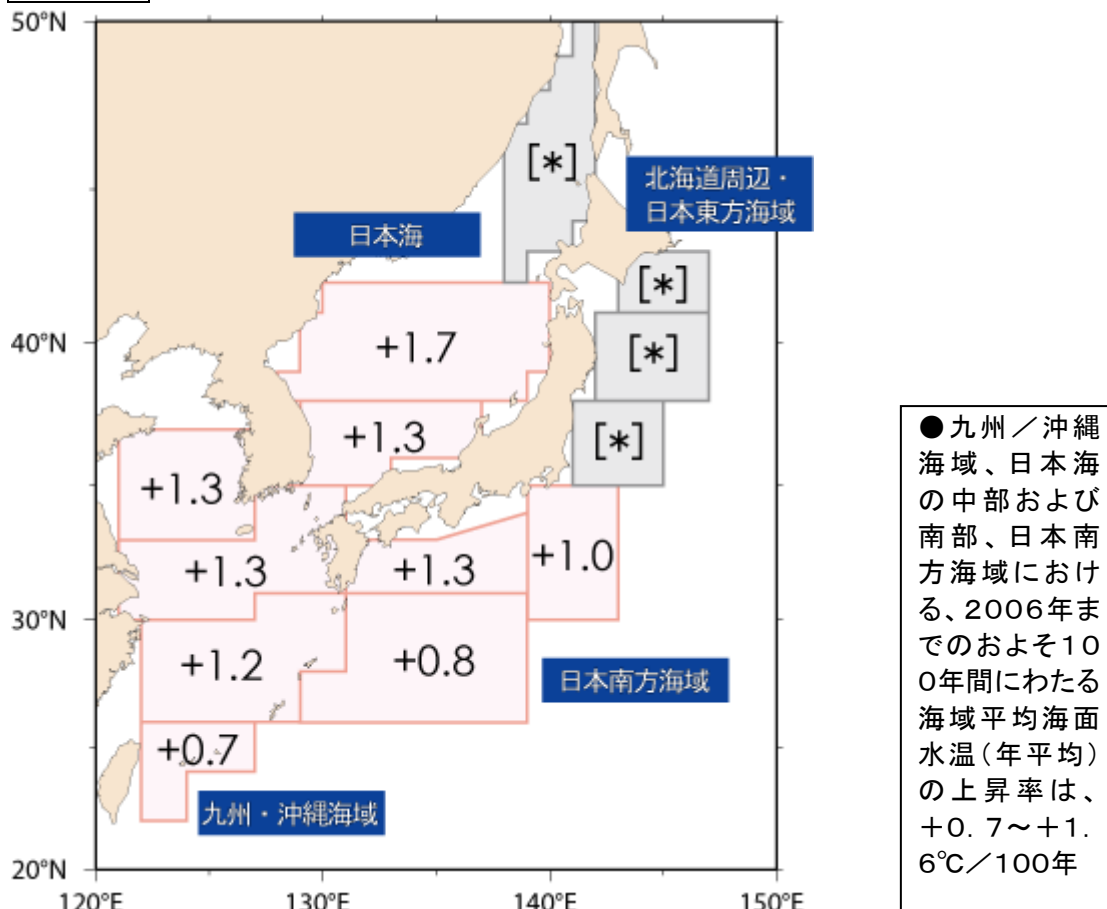 50°N
[*]
北海道周辺・
日本東方海域
日本海
[*]
40°N
+1.7
[*]
+1.3
[*]
+1.3
+1.3
+1.3
+1.0
30°N
+1.2
+0.8
日本南方海域
+0.7
九州・沖縄海域
20°N
120°E
130°E
140°E
150°E
●九州／沖縄
海域、日本海
の中部および
南部、日本南
方海域におけ
る、2006年ま
でのおよそ10
0年間にわたる
海域平均海面
水温(年平均)
の上昇率は、
＋0．7～＋1．
6℃／100年